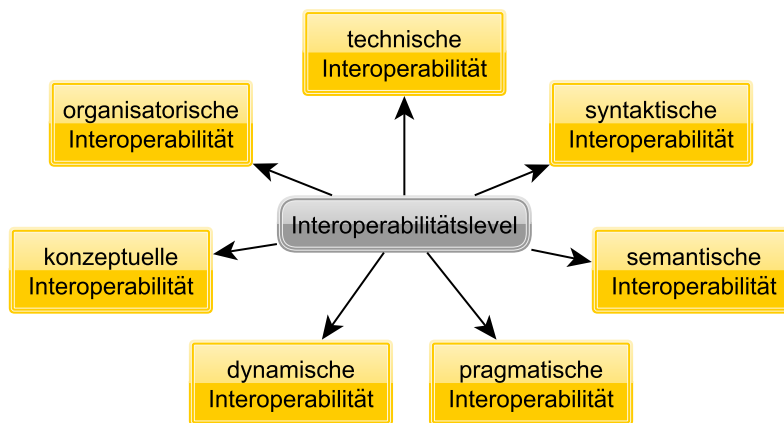 technische
Interoperabilität
organisatorische
Interoperabilität
syntaktische
Interoperabilität
Interoperabilitätslevel
konzeptuelle
Interoperabilität
semantische
Interoperabilität
dynamische
Interoperabilität
pragmatische
Interoperabilität